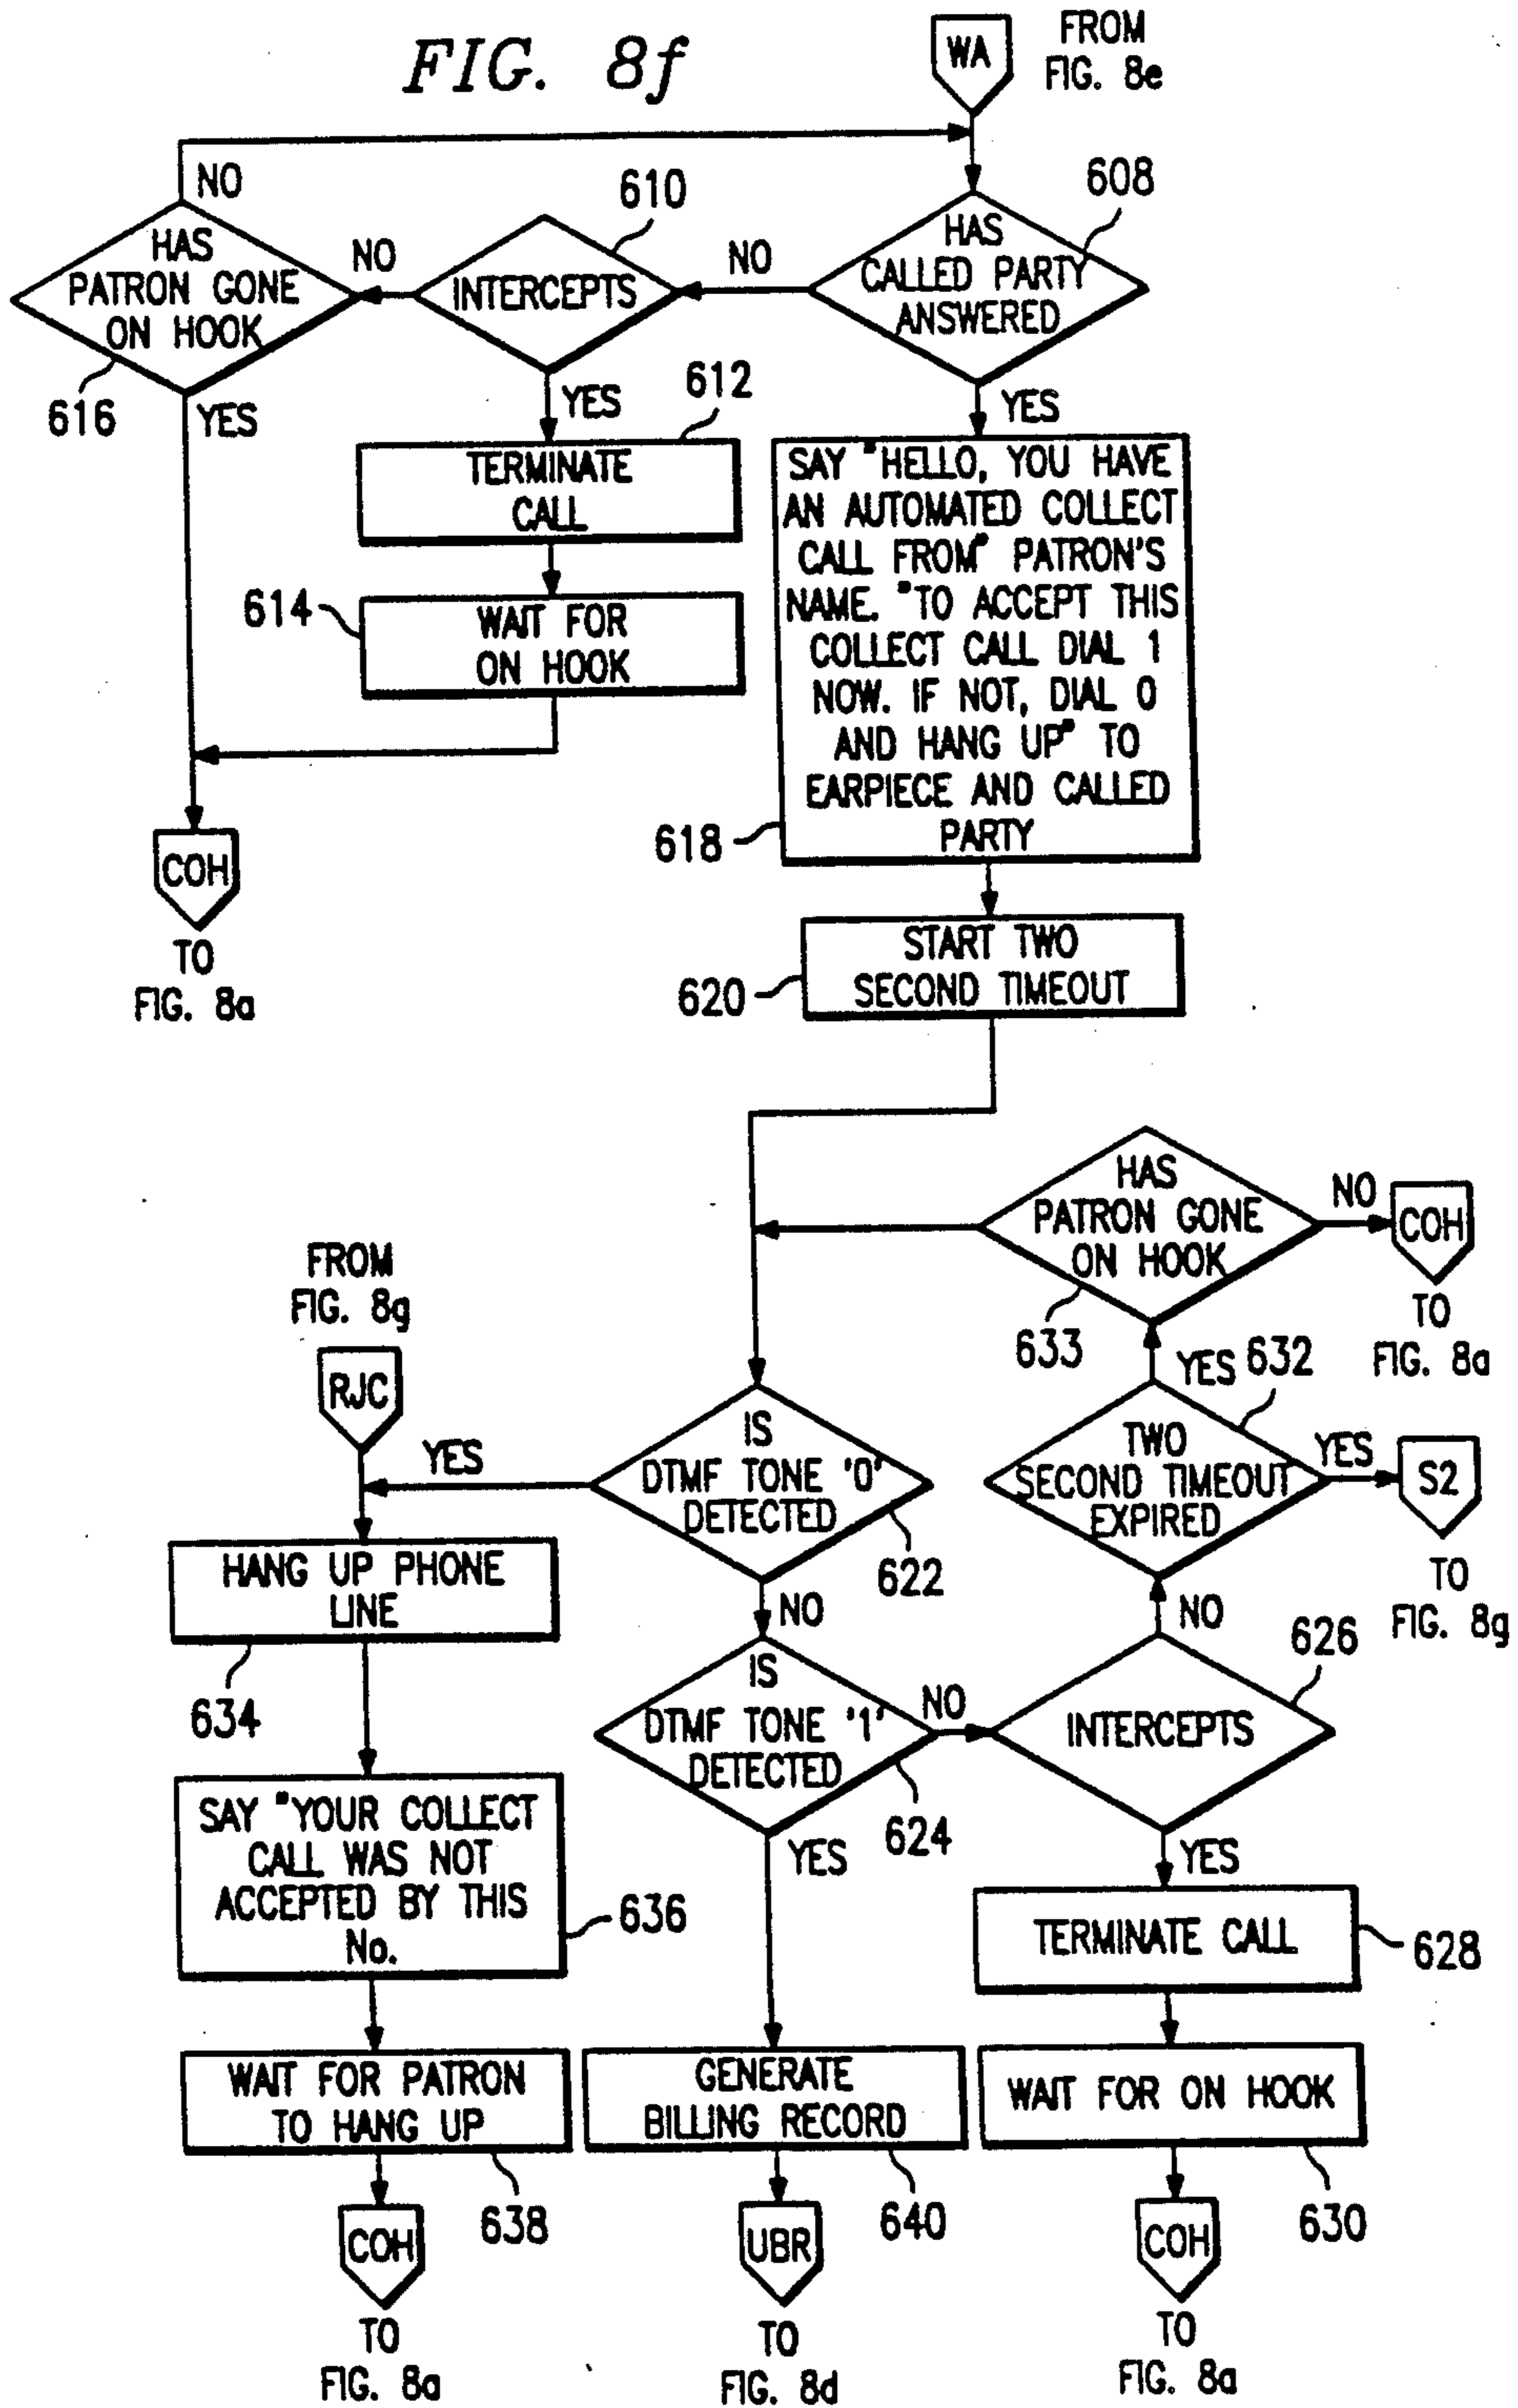 FIG. 8f
WA
FROM
FIG. 8e
NO
610
608
HAS
PATRON GONE
ON HOOK
NO
INTERCEPTS
NO
HAS
CALLED PARTY
ANSWERED
616
YES
YES
612
YES
TERMINATE
CALL
614
WAIT FOR
ON HOOK
SAY "HELLO, YOU HAVE
AN AUTOMATED COLLECT
CALL FROM" PATRON'S
NAME. "TO ACCEPT THIS
COLLECT CALL DIAL 1
NOW. IF NOT, DIAL 0
AND HANG UP" TO
EARPIECE AND CALLED
PARTY
618
COH
TO
FIG. 8a
START TWO
SECOND TIMEOUT
620
HAS
PATRON GONE
ON HOOK
NO
COH
TO
FIG. 8a
633
FROM
FIG. 8g
RJC
YES
632
YES
IS
DTMF TONE '0'
DETECTED
622
TWO
SECOND TIMEOUT
EXPIRED
YES
S2
TO
FIG. 8g
HANG UP PHONE
LINE
634
NO
NO
626
IS
DTMF TONE '1'
DETECTED
NO
INTERCEPTS
624
YES
YES
SAY "YOUR COLLECT
CALL WAS NOT
ACCEPTED BY THIS
No.
636
TERMINATE CALL
628
WAIT FOR PATRON
TO HANG UP
GENERATE
BILLING RECORD
WAIT FOR ON HOOK
638
640
630
COH
UBR
COH
TO
FIG. 8a
TO
FIG. 8d
TO
FIG. 8a